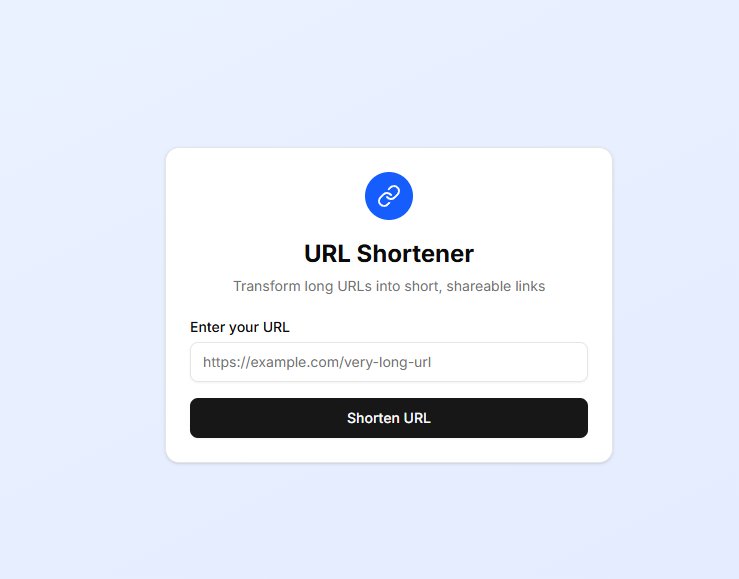 URL Shortener
Transform long URLs into short, shareable links
Enter your URL
https://example.com/very-long-url
Shorten URL